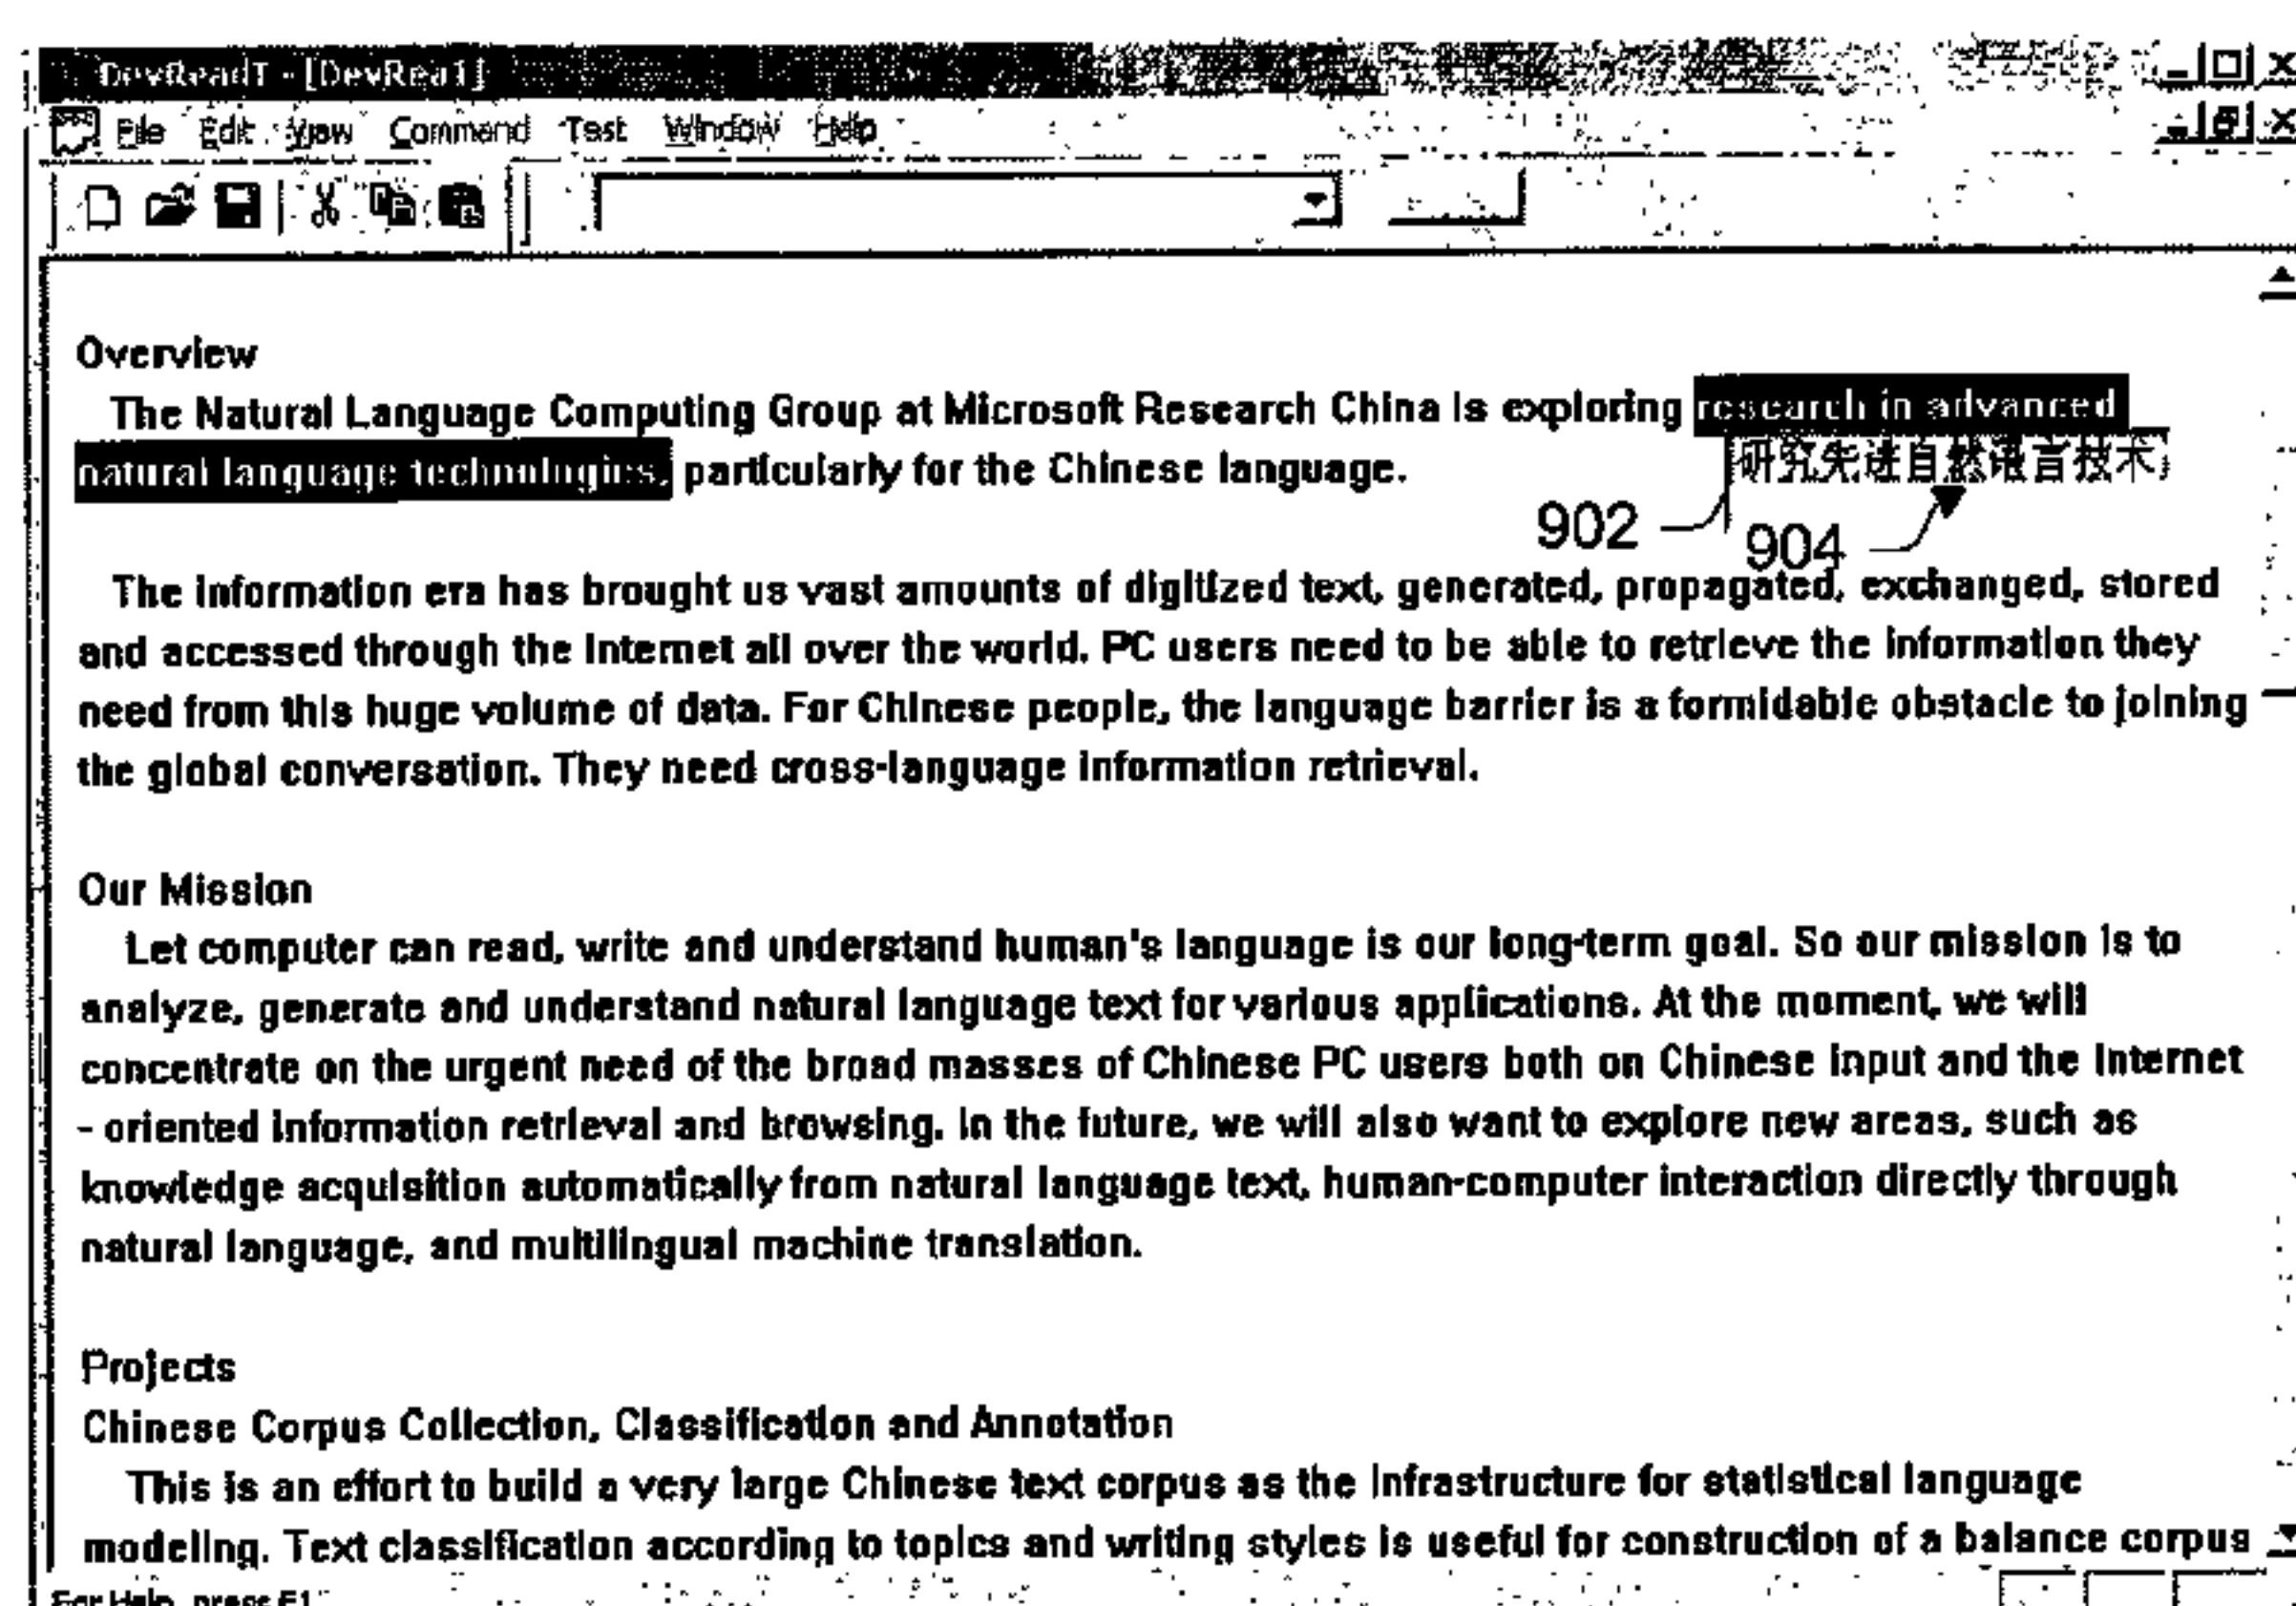 DevReadT - [DevRea1]
File Edit View Command Test Window Help
Overview
The Natural Language Computing Group at Microsoft Research China is exploring research in advanced
natural language technologies, particularly for the Chinese language.
研究先进自然语言技术
902
904
The information era has brought us vast amounts of digitized text, generated, propagated, exchanged, stored
and accessed through the Internet all over the world. PC users need to be able to retrieve the information they
need from this huge volume of data. For Chinese people, the language barrier is a formidable obstacle to joining
the global conversation. They need cross-language information retrieval.
Our Mission
Let computer can read, write and understand human's language is our long-term goal. So our mission is to
analyze, generate and understand natural language text for various applications. At the moment, we will
concentrate on the urgent need of the broad masses of Chinese PC users both on Chinese input and the Internet
- oriented information retrieval and browsing. In the future, we will also want to explore new areas, such as
knowledge acquisition automatically from natural language text, human-computer interaction directly through
natural language, and multilingual machine translation.
Projects
Chinese Corpus Collection, Classification and Annotation
This is an effort to build a very large Chinese text corpus as the infrastructure for statistical language
modeling. Text classification according to topics and writing styles is useful for construction of a balance corpus
For Help, press F1